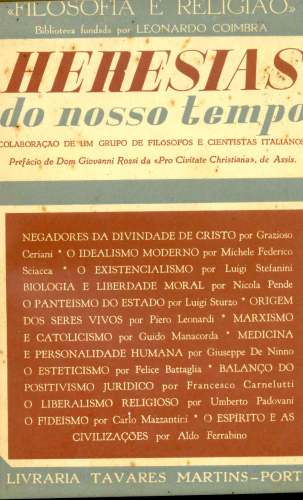 «FILOSOFIA E RELIGIÃO»
Biblioteca fundada por LEONARDO COIMBRA
HERESIAS
do nosso tempo
COLABORAÇÃO DE UM GRUPO DE FILÓSOFOS E CIENTISTAS ITALIANOS
Prefácio de Dom Giovanni Rossi da «Pro Civitate Christiana», de Assis.
NEGADORES DA DIVINDADE DE CRISTO por Grazioso
Ceriani * O IDEALISMO MODERNO por Michele Federico
Sciacca * O EXISTENCIALISMO por Luigi Stefanini
BIOLOGIA E LIBERDADE MORAL por Nicola Pende
O PANTEÍSMO DO ESTADO por Luigi Sturzo * ORIGEM
DOS SERES VIVOS por Piero Leonardi * MARXISMO
E CATOLICISMO por Guido Manacorda * MEDICINA
E PERSONALIDADE HUMANA por Giuseppe De Ninno
O ESTETICISMO por Felice Battaglia * BALANÇO DO
POSITIVISMO JURÍDICO por Francesco Carnelutti
O LIBERALISMO RELIGIOSO por Umberto Padovani
O FIDEÍSMO por Carlo Mazzantini * O ESPÍRITO E AS
CIVILIZAÇÕES por Aldo Ferrabino
LIVRARIA TAVARES MARTINS-PORT